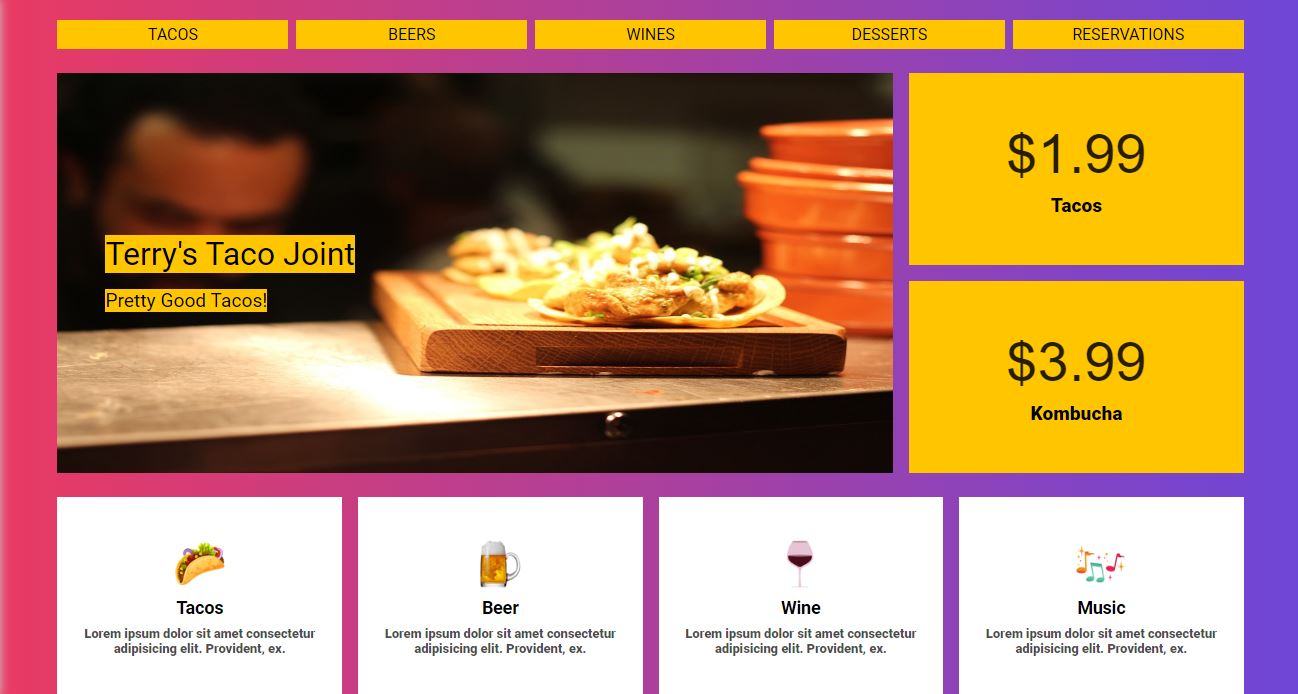 TACOS
BEERS
WINES
DESSERTS
RESERVATIONS
Terry's Taco Joint
Pretty Good Tacos!
$1.99
Tacos
$3.99
Kombucha
Tacos
Lorem ipsum dolor sit amet consectetur
adipisicing elit. Provident, ex.
Beer
Lorem ipsum dolor sit amet consectetur
adipisicing elit. Provident, ex.
Wine
Lorem ipsum dolor sit amet consectetur
adipisicing elit. Provident, ex.
Music
Lorem ipsum dolor sit amet consectetur
adipisicing elit. Provident, ex.